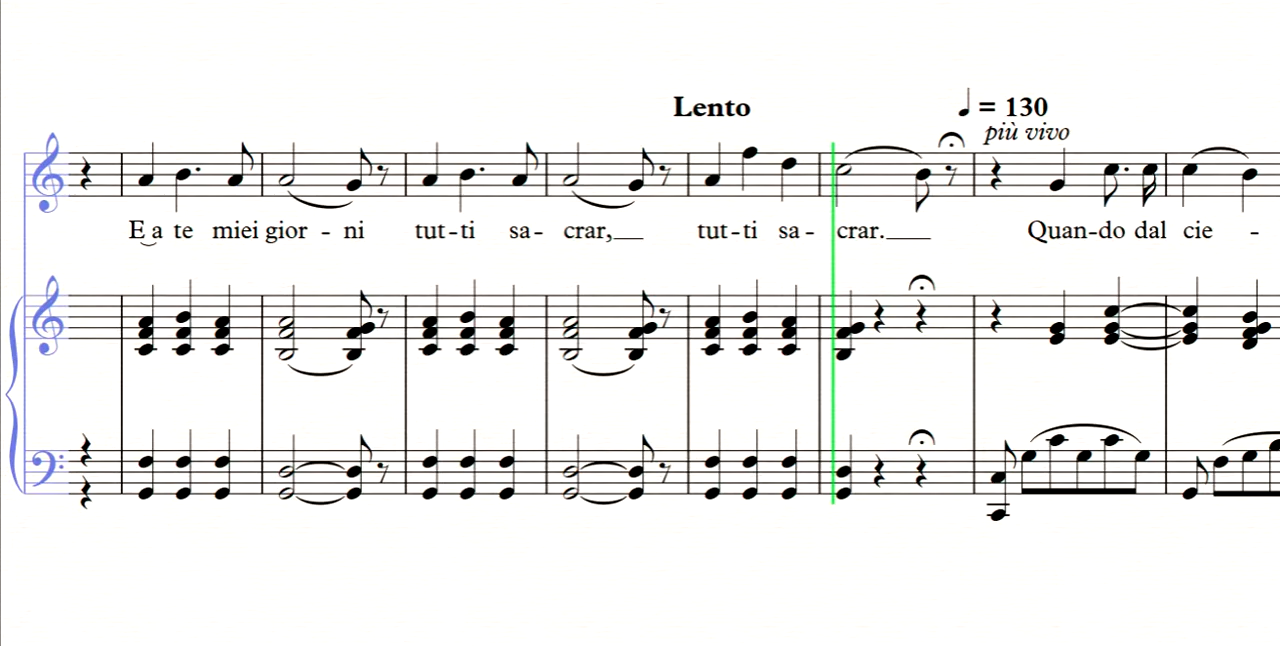 Lento
♩ = 130
più vivo
E a te miei gior - ni tut - ti sa - crar, tut - ti sa - crar. Quan - do dal cie -